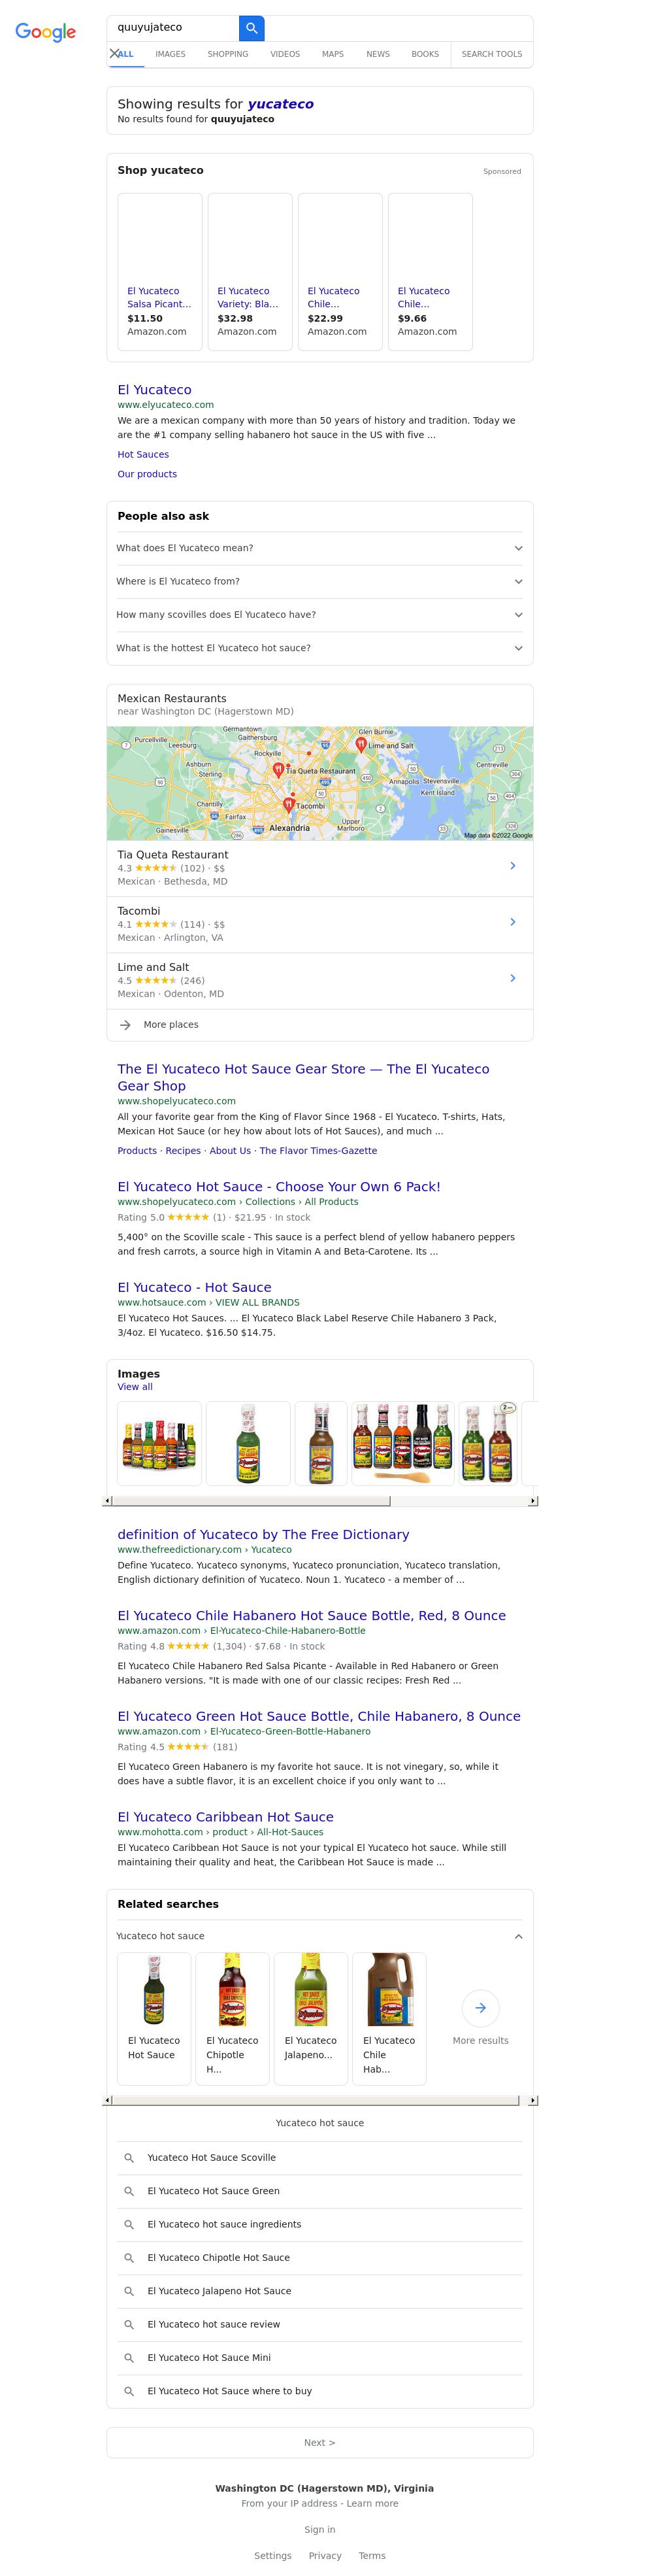 Google
quuyujateco
ALL IMAGES SHOPPING VIDEOS MAPS NEWS BOOKS SEARCH TOOLS
Showing results for yucateco
No results found for quuyujateco
Shop yucateco Sponsored
El Yucateco El Yucateco El Yucateco El Yucateco
Salsa Picant... Variety: Bla... Chile... Chile...
$11.50 $32.98 $22.99 $9.66
Amazon.com Amazon.com Amazon.com Amazon.com
El Yucateco
www.elyucateco.com
We are a mexican company with more than 50 years of history and tradition. Today we
are the #1 company selling habanero hot sauce in the US with five ...
Hot Sauces
Our products
People also ask
What does El Yucateco mean?
Where is El Yucateco from?
How many scovilles does El Yucateco have?
What is the hottest El Yucateco hot sauce?
Mexican Restaurants
near Washington DC (Hagerstown MD)
Germantown Glen Burnie
Purcellville Gaithersburg Lime and Salt
Leesburg Rockville
Ashburn Tia Queta Restaurant Annapolis Stevensville Centreville
Sterling Kent Island
Chantilly Tacombi
Fairfax Upper
Gainesville Alexandria Marlboro
Map data ©2022 Google
Tia Queta Restaurant
4.3 (102) · $$
Mexican · Bethesda, MD
Tacombi
4.1 (114) · $$
Mexican · Arlington, VA
Lime and Salt
4.5 (246)
Mexican · Odenton, MD
More places
The El Yucateco Hot Sauce Gear Store — The El Yucateco
Gear Shop
www.shopelyucateco.com
All your favorite gear from the King of Flavor Since 1968 - El Yucateco. T-shirts, Hats,
Mexican Hot Sauce (or hey how about lots of Hot Sauces), and much ...
Products · Recipes · About Us · The Flavor Times-Gazette
El Yucateco Hot Sauce - Choose Your Own 6 Pack!
www.shopelyucateco.com › Collections › All Products
Rating 5.0 (1) · $21.95 · In stock
5,400° on the Scoville scale - This sauce is a perfect blend of yellow habanero peppers
and fresh carrots, a source high in Vitamin A and Beta-Carotene. Its ...
El Yucateco - Hot Sauce
www.hotsauce.com › VIEW ALL BRANDS
El Yucateco Hot Sauces. ... El Yucateco Black Label Reserve Chile Habanero 3 Pack,
3/4oz. El Yucateco. $16.50 $14.75.
Images
View all
definition of Yucateco by The Free Dictionary
www.thefreedictionary.com › Yucateco
Define Yucateco. Yucateco synonyms, Yucateco pronunciation, Yucateco translation,
English dictionary definition of Yucateco. Noun 1. Yucateco - a member of ...
El Yucateco Chile Habanero Hot Sauce Bottle, Red, 8 Ounce
www.amazon.com › El-Yucateco-Chile-Habanero-Bottle
Rating 4.8 (1,304) · $7.68 · In stock
El Yucateco Chile Habanero Red Salsa Picante - Available in Red Habanero or Green
Habanero versions. "It is made with one of our classic recipes: Fresh Red ...
El Yucateco Green Hot Sauce Bottle, Chile Habanero, 8 Ounce
www.amazon.com › El-Yucateco-Green-Bottle-Habanero
Rating 4.5 (181)
El Yucateco Green Habanero is my favorite hot sauce. It is not vinegary, so, while it
does have a subtle flavor, it is an excellent choice if you only want to ...
El Yucateco Caribbean Hot Sauce
www.mohotta.com › product › All-Hot-Sauces
El Yucateco Caribbean Hot Sauce is not your typical El Yucateco hot sauce. While still
maintaining their quality and heat, the Caribbean Hot Sauce is made ...
Related searches
Yucateco hot sauce
El Yucateco El Yucateco El Yucateco El Yucateco
Hot Sauce Chipotle Jalapeno... Chile
H... Hab...
More results
Yucateco hot sauce
Yucateco Hot Sauce Scoville
El Yucateco Hot Sauce Green
El Yucateco hot sauce ingredients
El Yucateco Chipotle Hot Sauce
El Yucateco Jalapeno Hot Sauce
El Yucateco hot sauce review
El Yucateco Hot Sauce Mini
El Yucateco Hot Sauce where to buy
Next >
Washington DC (Hagerstown MD), Virginia
From your IP address - Learn more
Sign in
Settings Privacy Terms